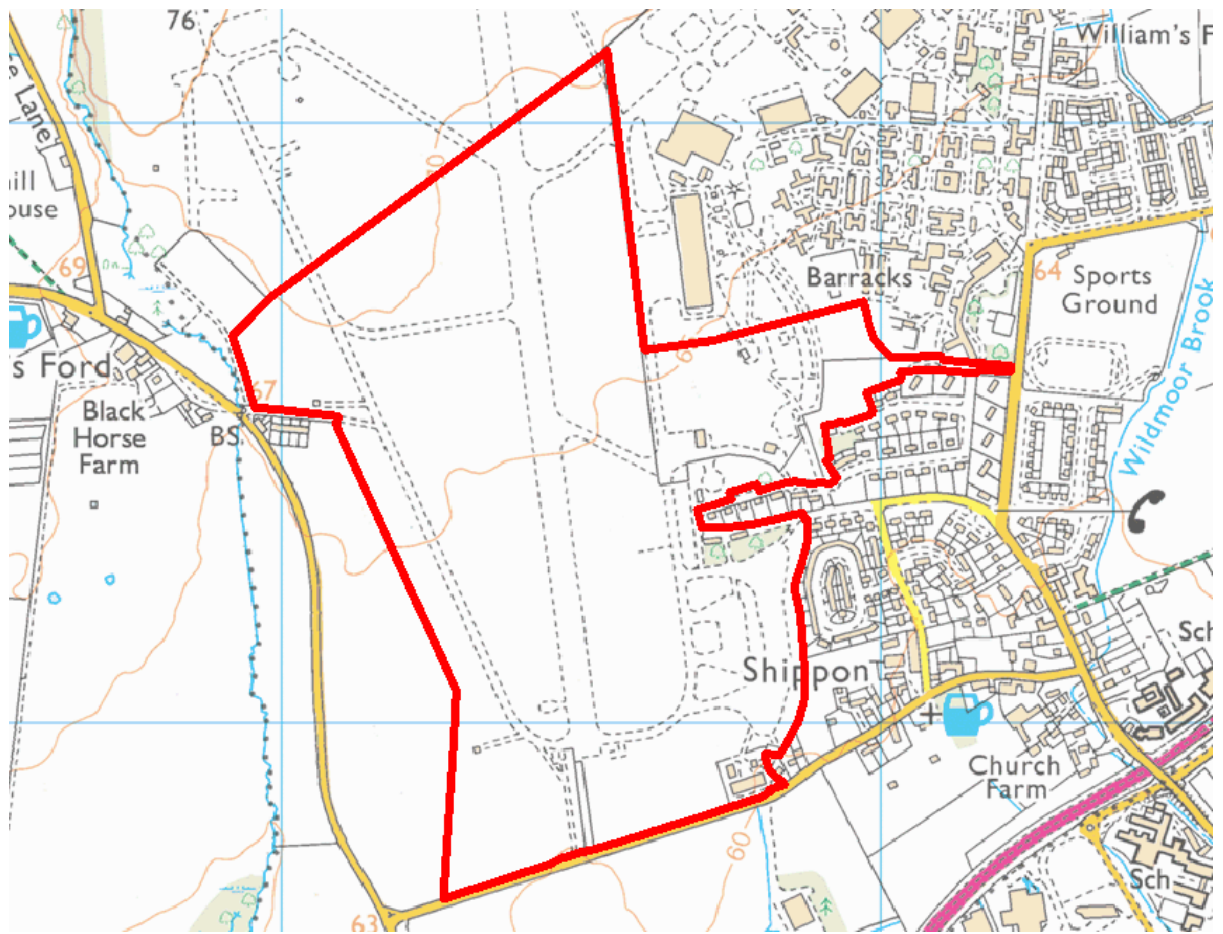 76
William's F
e Lane
ill
ouse
69
70
Barracks
64
Sports
Ground
Wildmoor Brook
s Ford
67
Black
Horse
Farm
BS
Shippon
Church
Farm
Sch
60
Sch
63